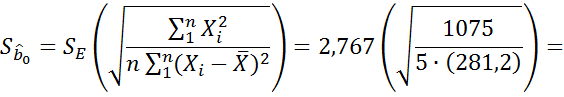 $S_{\hat{b}_0} = S_E \left( \sqrt{\frac{\sum_1^n X_i^2}{n \sum_1^n (X_i - \bar{X})^2}} \right) = 2,767 \left( \sqrt{\frac{1075}{5 \cdot (281,2)}} \right) =$